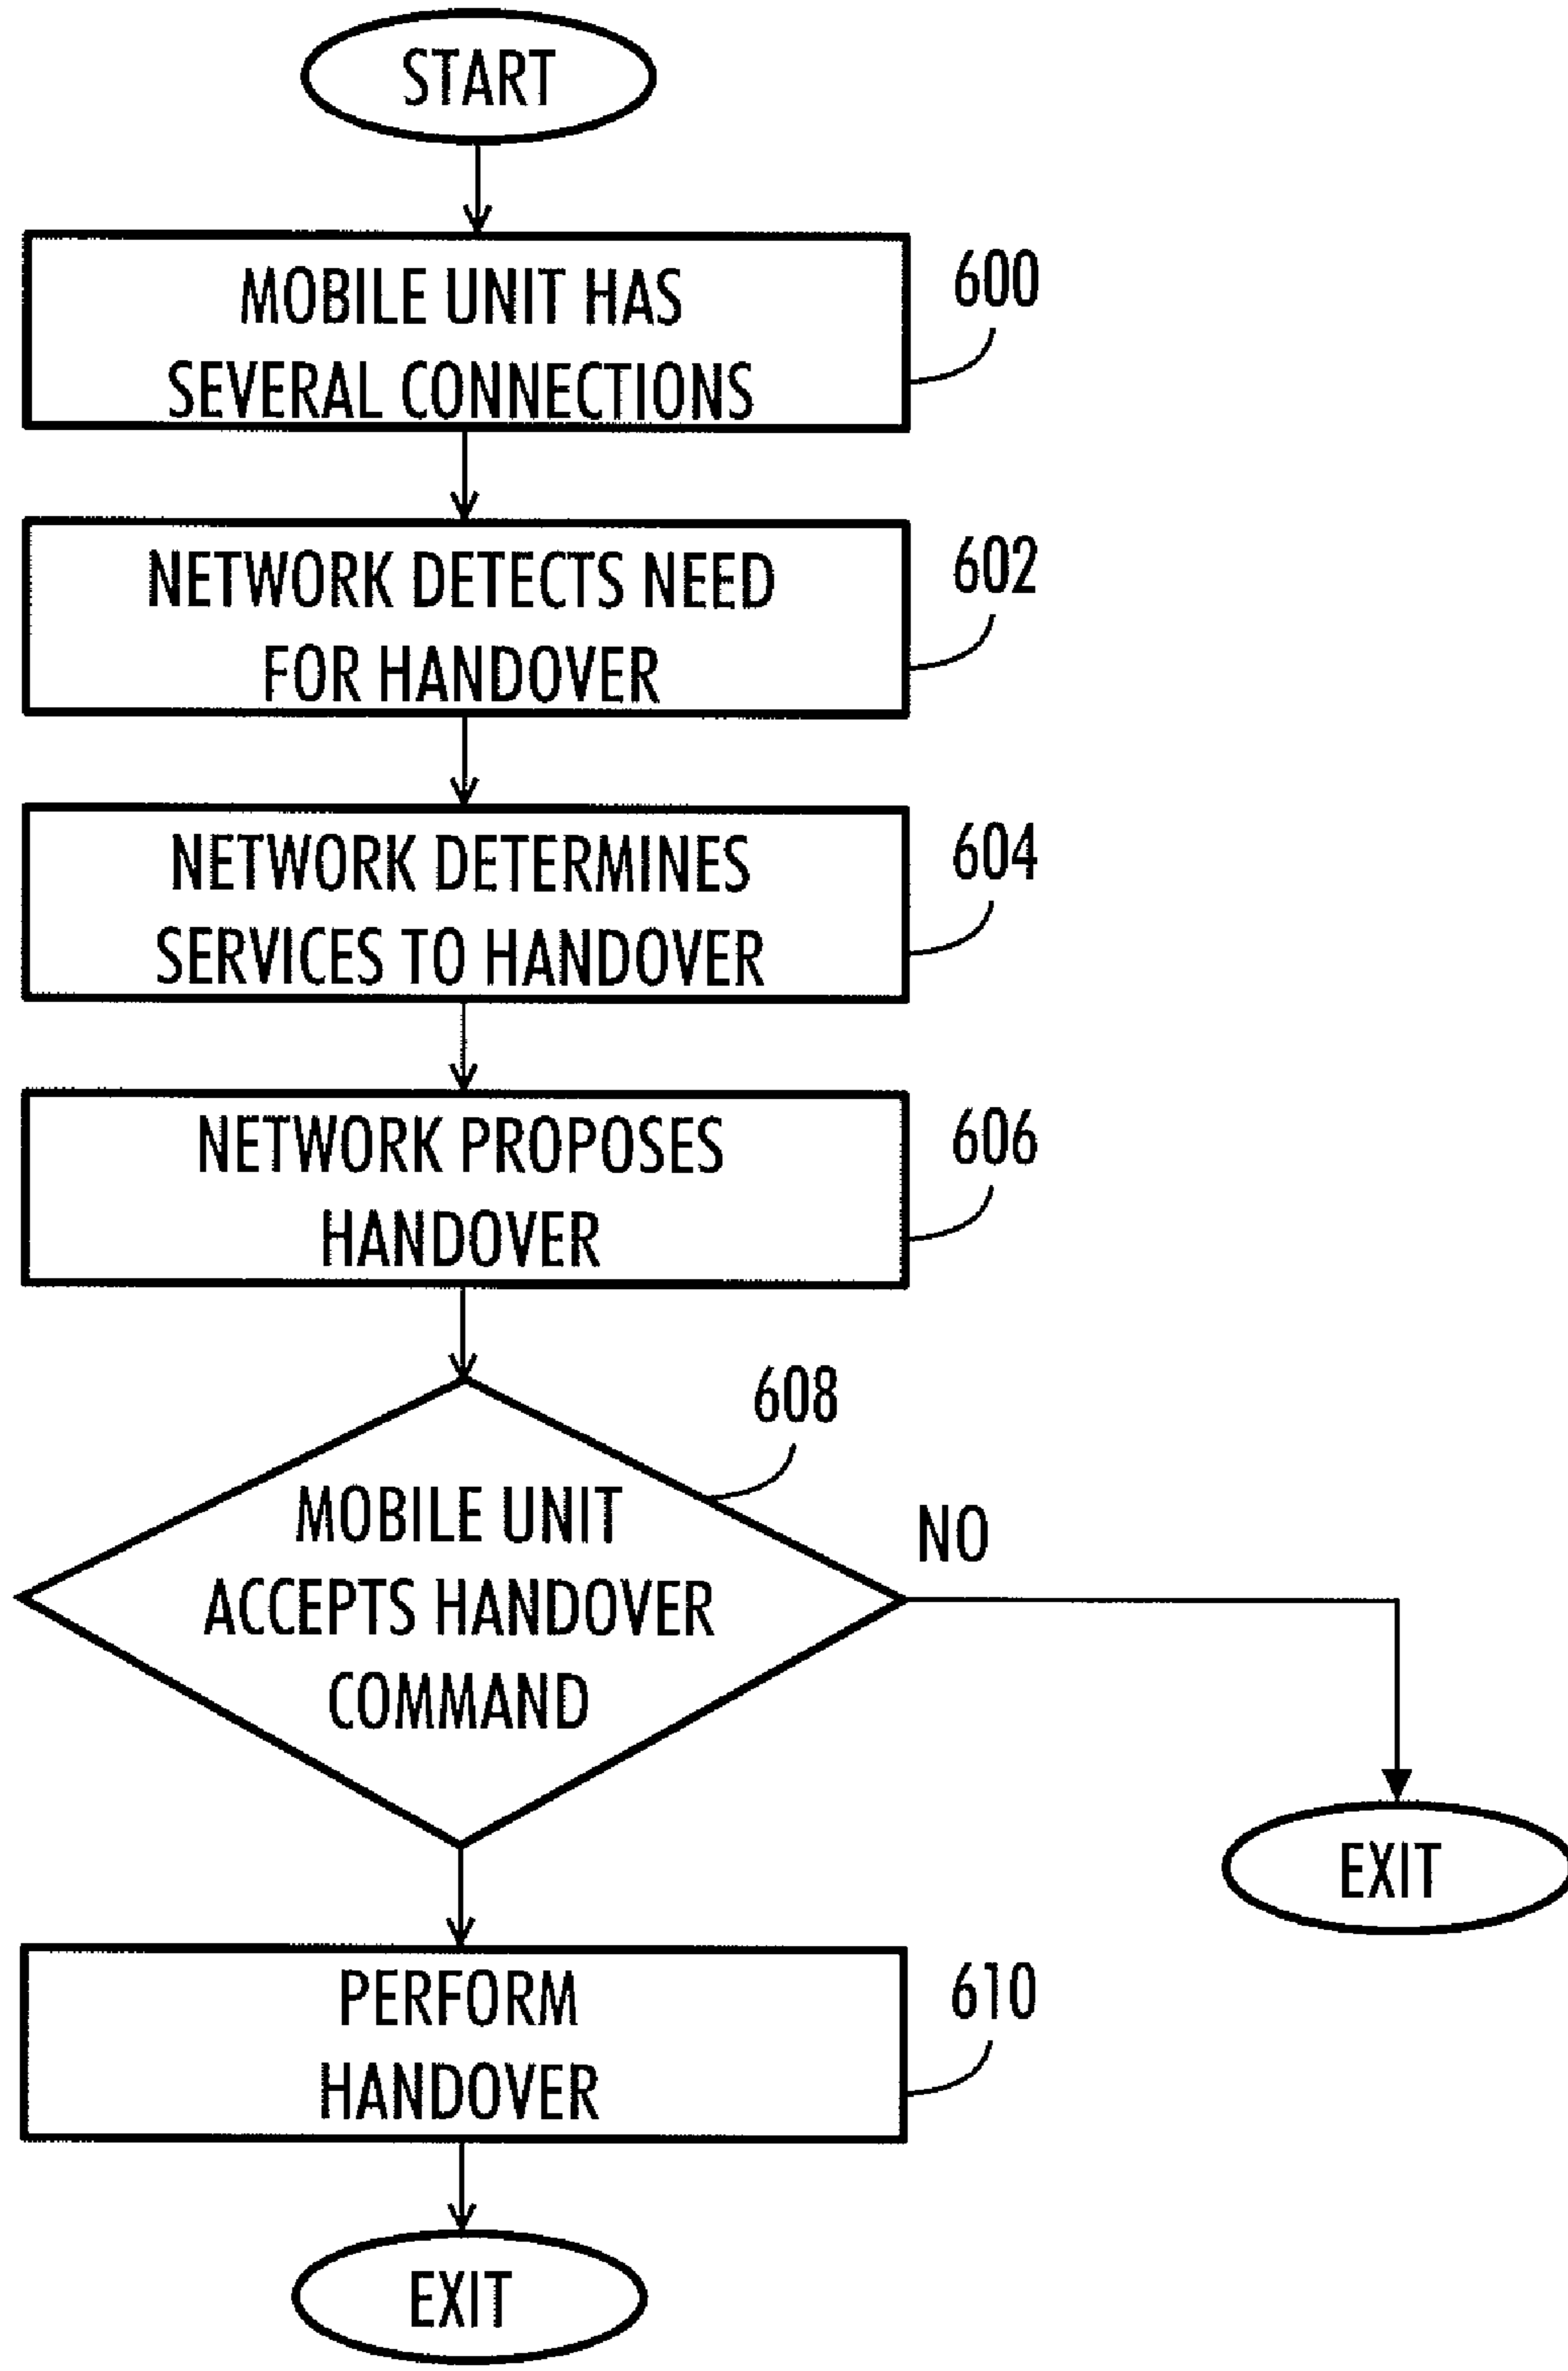 START
MOBILE UNIT HAS
SEVERAL CONNECTIONS
600
NETWORK DETECTS NEED
FOR HANDOVER
602
NETWORK DETERMINES
SERVICES TO HANDOVER
604
NETWORK PROPOSES
HANDOVER
606
608
MOBILE UNIT
ACCEPTS HANDOVER
COMMAND
NO
EXIT
PERFORM
HANDOVER
610
EXIT